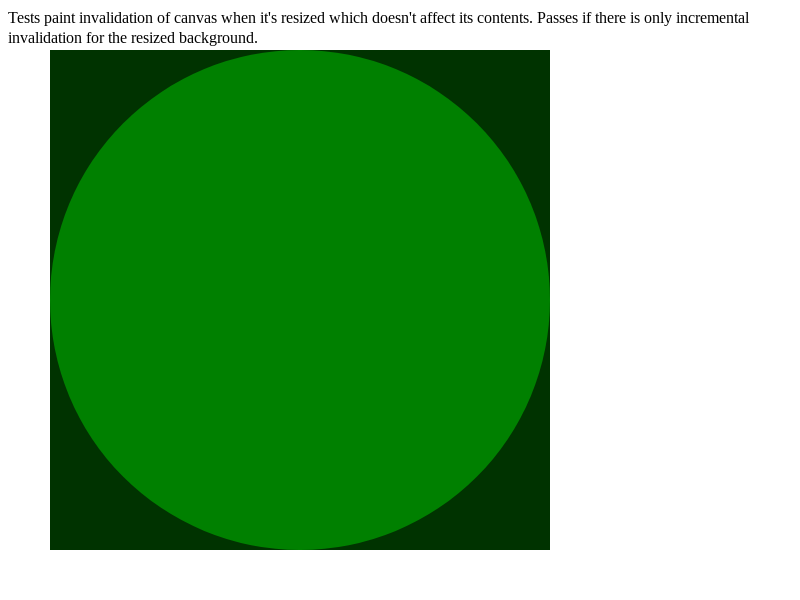 Tests paint invalidation of canvas when it's resized which doesn't affect its contents. Passes if there is only incremental
invalidation for the resized background.